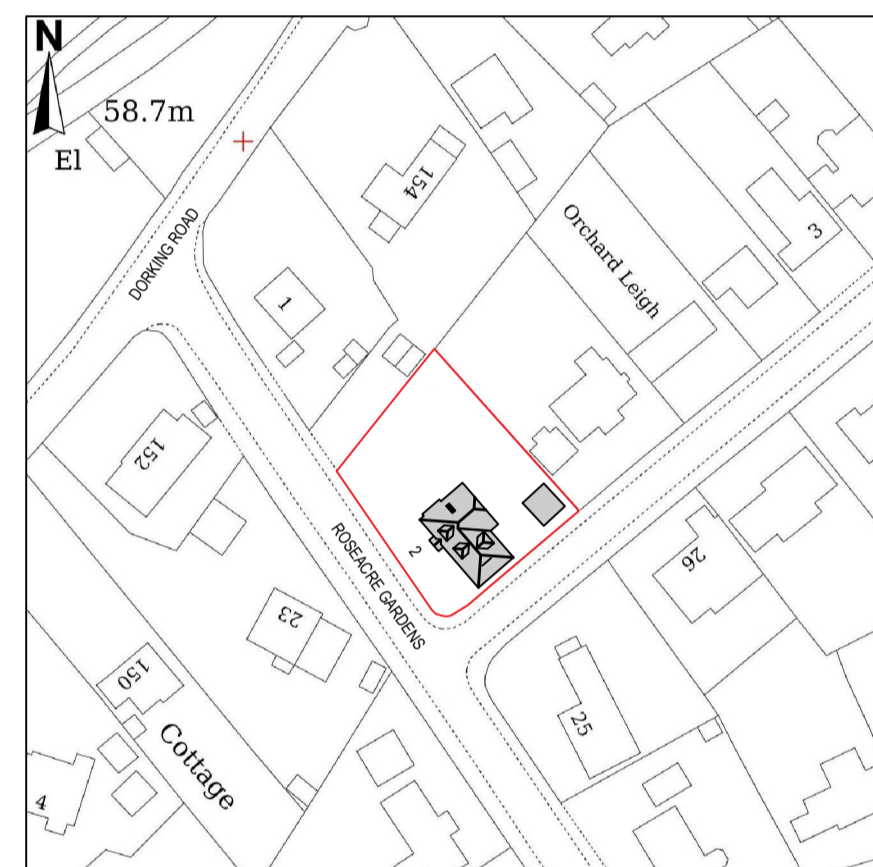 N
58.7m
El
154
DORKING ROAD
Orchard Leigh
3
1
152
2
ROSEACRE GARDENS
26
23
150
25
Cottage
4